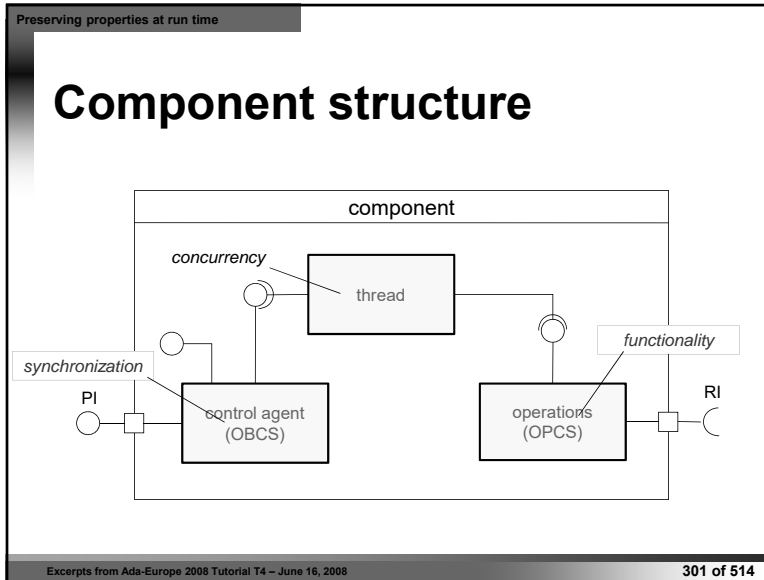 Preserving properties at run time
Component structure
component
concurrency
thread
functionality
synchronization
PI
control agent
(OBCS)
operations
(OPCS)
RI
Excerpts from Ada-Europe 2008 Tutorial T4 – June 16, 2008
301 of 514